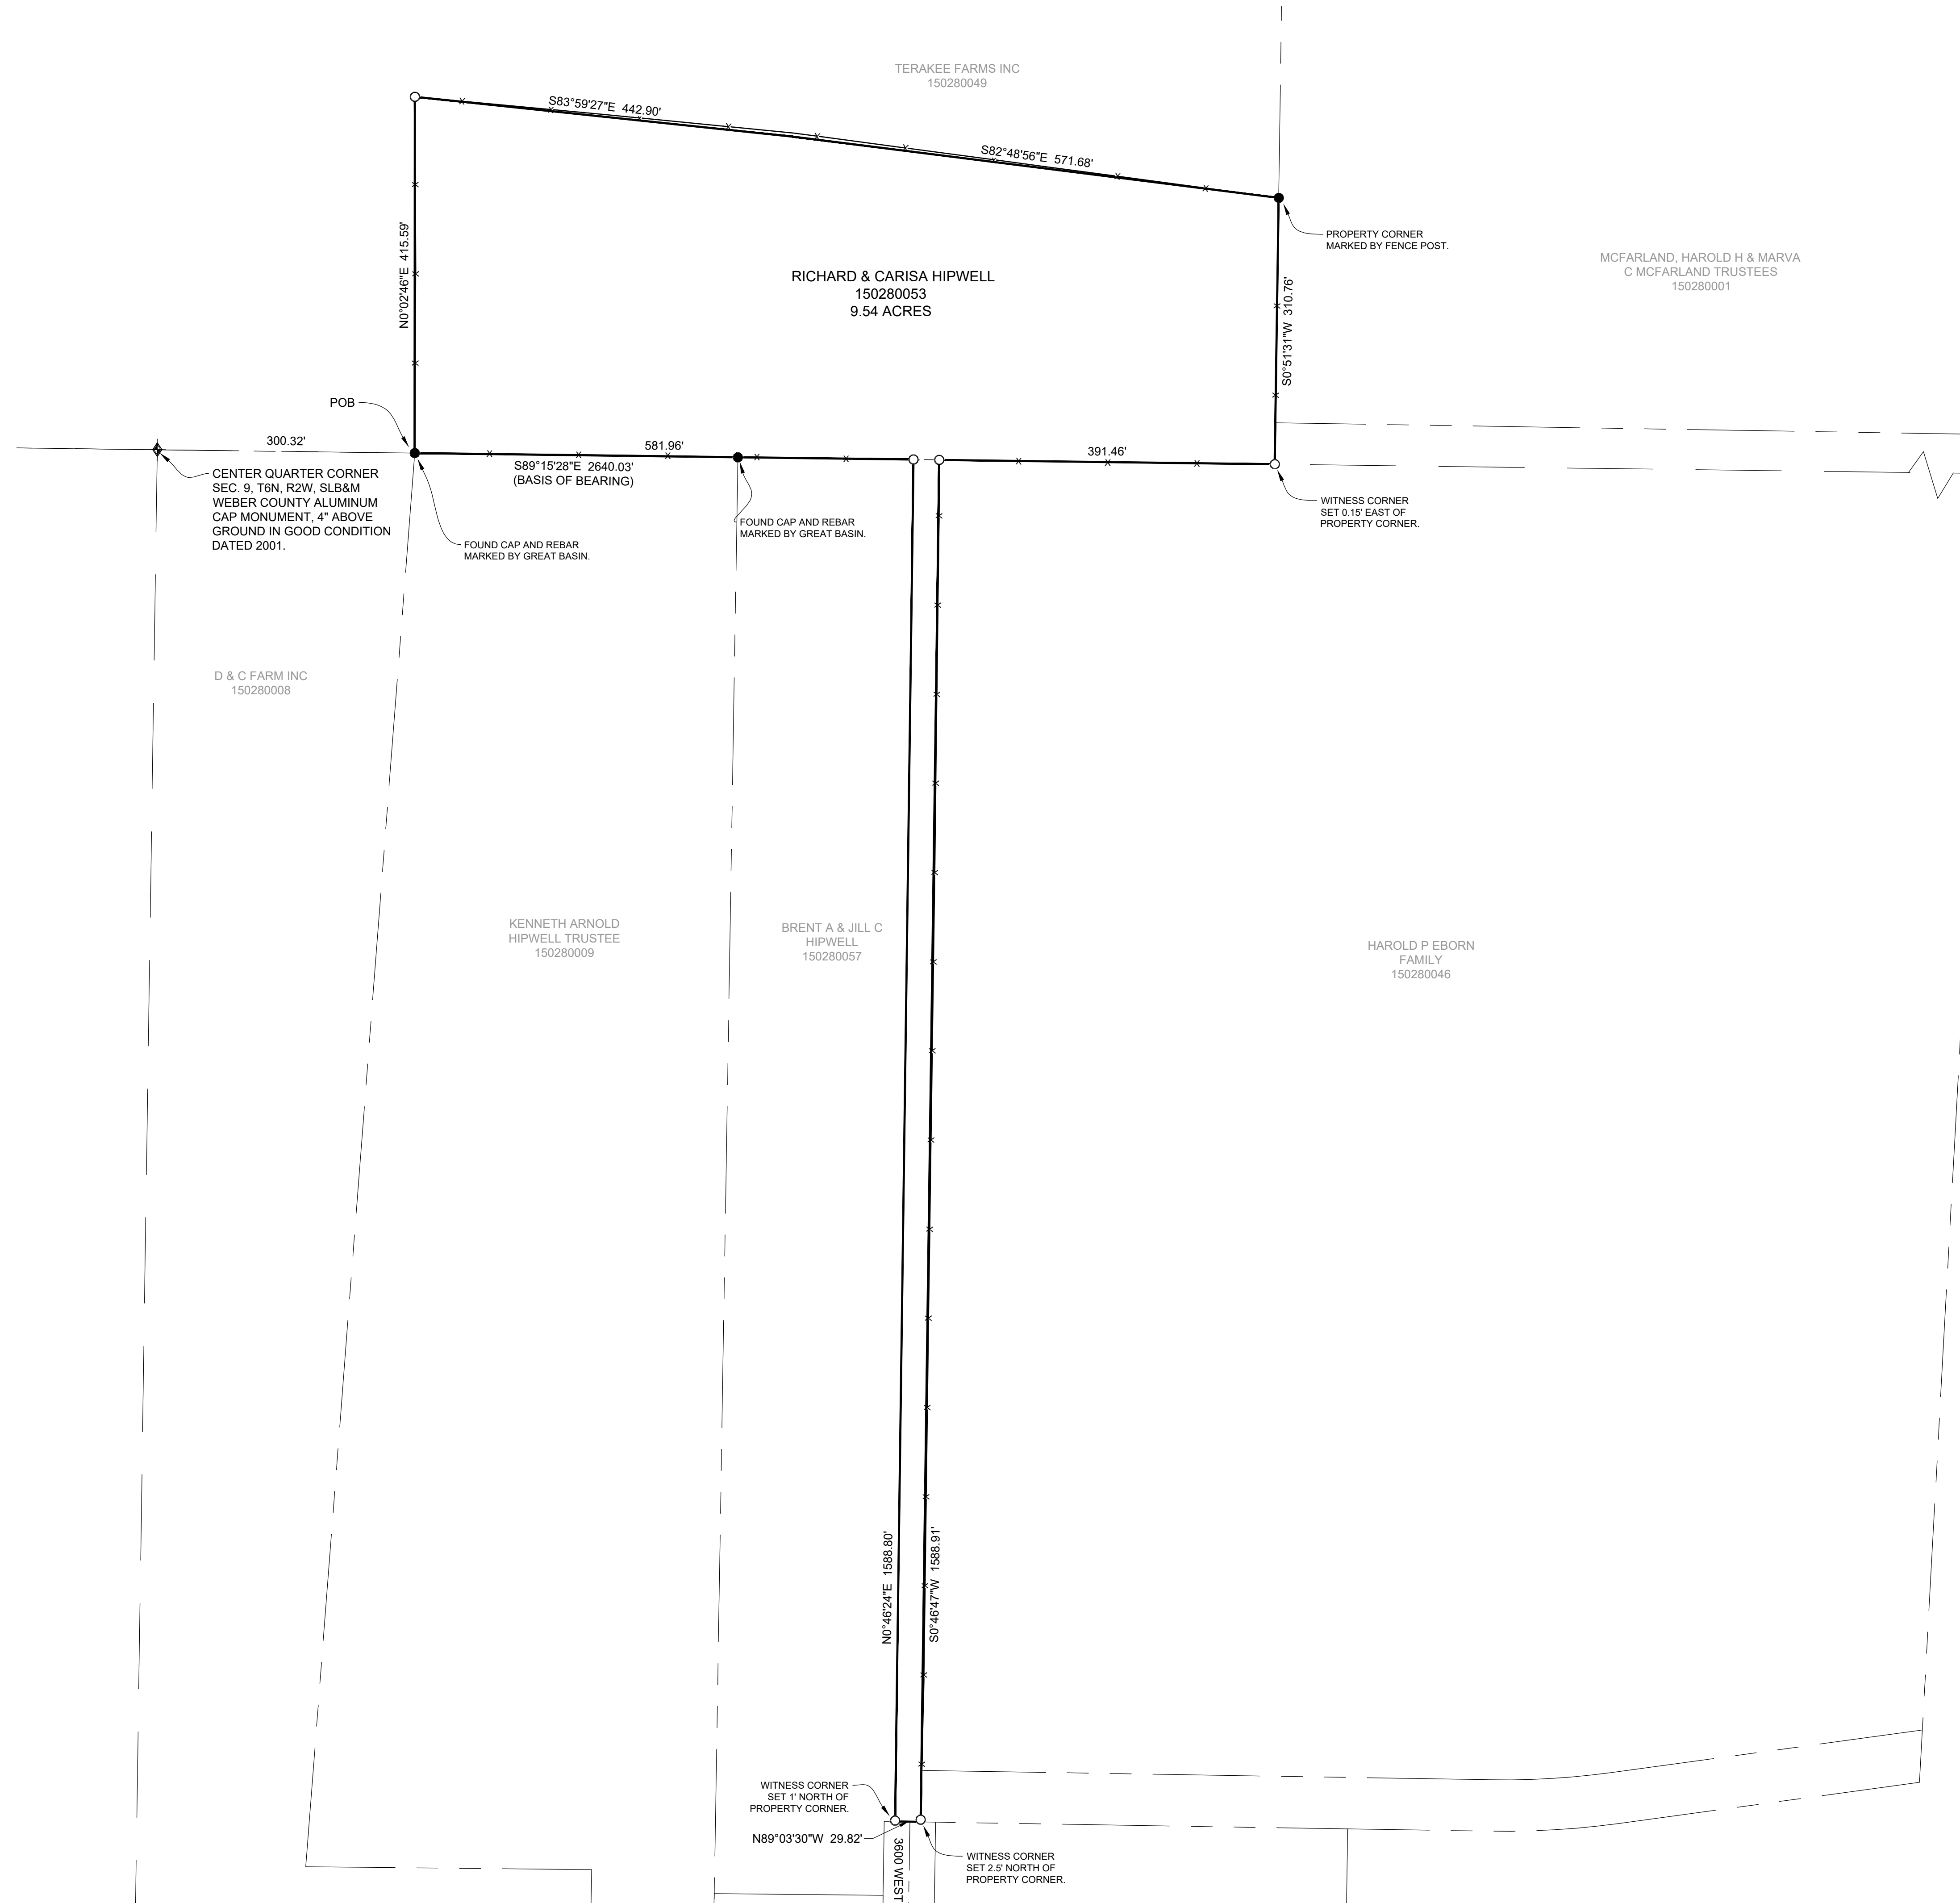 TERAKEE FARMS INC
150280049
S83°59'27"E 442.90'
S82°48'56"E 571.68'
PROPERTY CORNER
MARKED BY FENCE POST.
MCFARLAND, HAROLD H & MARVA
C MCFARLAND TRUSTEES
150280001
N0°02'46"E 415.59'
RICHARD & CARISA HIPWELL
150280053
9.54 ACRES
S0°51'31"W 310.76'
POB
300.32'
581.96'
391.46'
S89°15'28"E 2640.03'
(BASIS OF BEARING)
CENTER QUARTER CORNER
SEC. 9, T6N, R2W, SLB&M
WEBER COUNTY ALUMINUM
CAP MONUMENT, 4" ABOVE
GROUND IN GOOD CONDITION
DATED 2001.
FOUND CAP AND REBAR
MARKED BY GREAT BASIN.
FOUND CAP AND REBAR
MARKED BY GREAT BASIN.
WITNESS CORNER
SET 0.15' EAST OF
PROPERTY CORNER.
D & C FARM INC
150280008
KENNETH ARNOLD
HIPWELL TRUSTEE
150280009
BRENT A & JILL C
HIPWELL
150280057
HAROLD P EBORN
FAMILY
150280046
N0°46'24"E 1588.80'
S0°46'47"W 1588.91'
WITNESS CORNER
SET 1' NORTH OF
PROPERTY CORNER.
N89°03'30"W 29.82'
3600 WEST
WITNESS CORNER
SET 2.5' NORTH OF
PROPERTY CORNER.